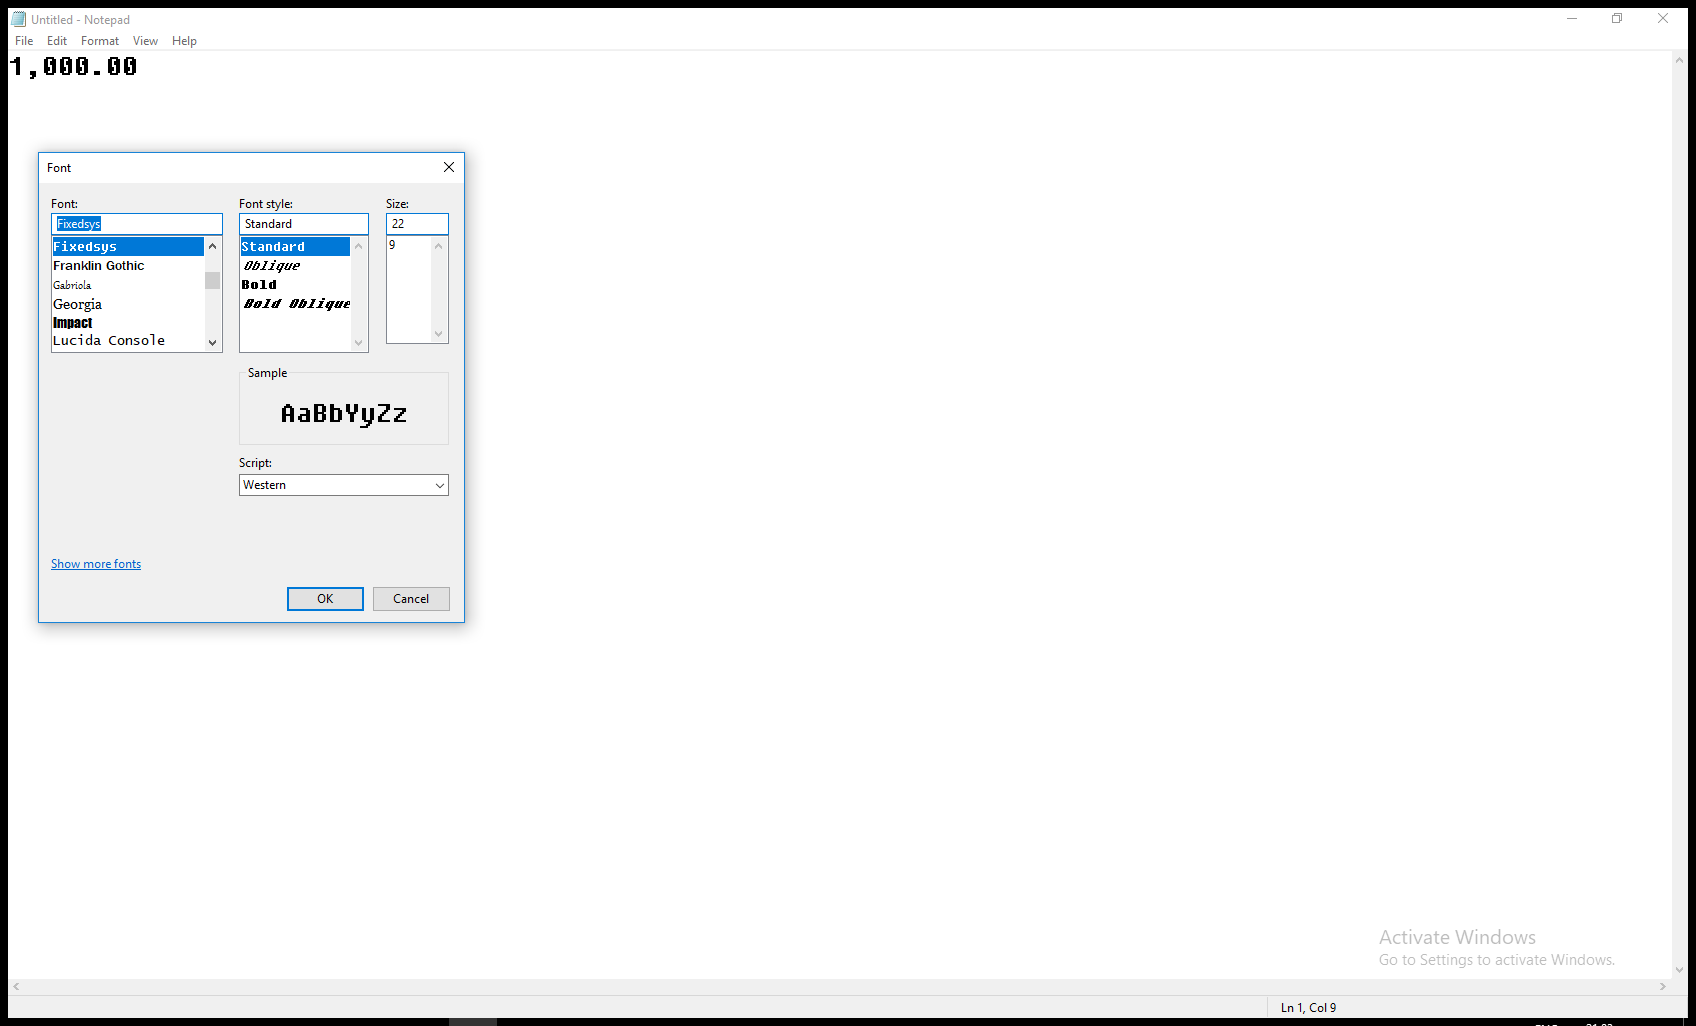 Untitled - Notepad
File Edit Format View Help
1,000.00
Font
Font:
Fixedsys
Fixedsys
Franklin Gothic
Gabriola
Georgia
Impact
Lucida Console
Font style:
Standard
Standard
Oblique
Bold
Bold Oblique
Size:
22
9
Sample
AaBbYyZz
Script:
Western
Show more fonts
OK
Cancel
Activate Windows
Go to Settings to activate Windows.
Ln 1, Col 9